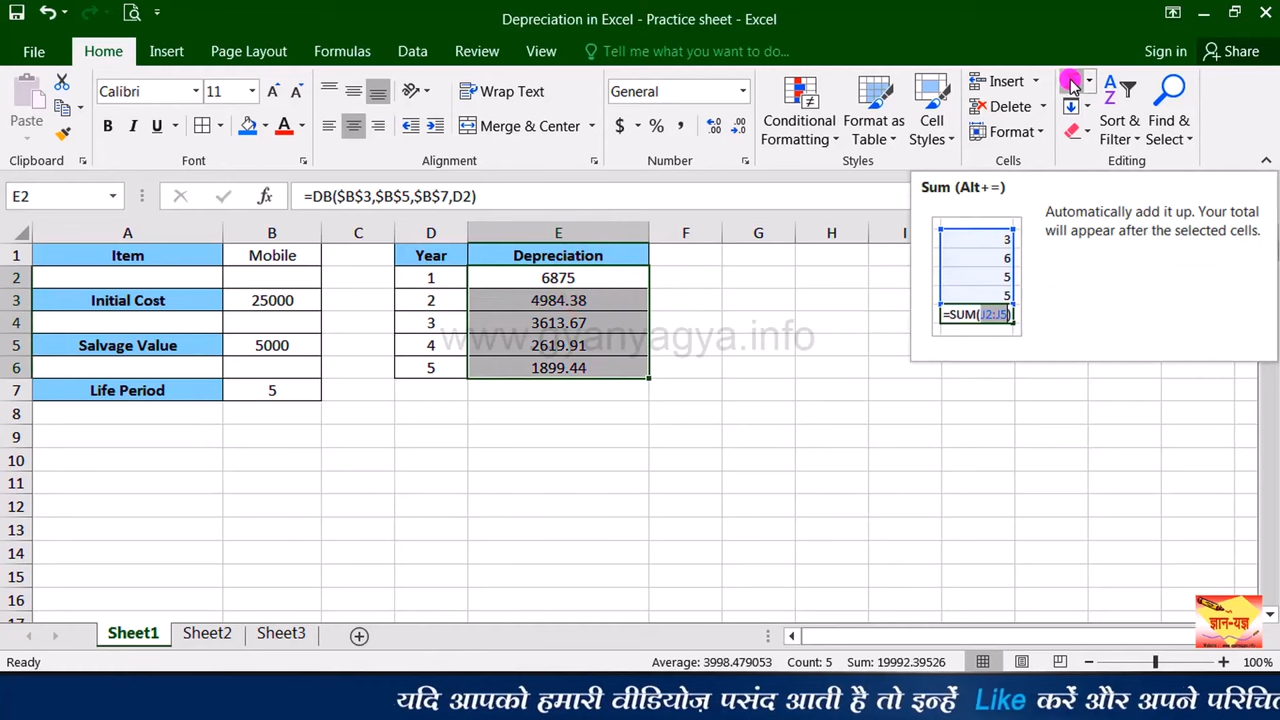 Depreciation in Excel - Practice sheet - Excel
File Home Insert Page Layout Formulas Data Review View Tell me what you want to do... Sign in Share
Paste
Clipboard
Calibri 11
B I U A
Font
Wrap Text
Merge & Center
Alignment
General
$ % ,
Number
Conditional Formatting
Format as Table
Cell Styles
Styles
Insert
Delete
Format
Cells
Sort & Filter
Find & Select
Editing
E2 fx =DB($B$3,$B$5,$B$7,D2)
Sum (Alt+=)
Automatically add it up. Your total
will appear after the selected cells.
3
6
5
5
=SUM(J2:J5)
A B C D E F G H I
1 Item Mobile Year Depreciation
2 1 6875
3 Initial Cost 25000 2 4984.38
4 3 3613.67
5 Salvage Value 5000 4 2619.91
6 5 1899.44
7 Life Period 5
8
9
10
11
12
13
14
15
16
www.gyanyagya.info
ज्ञान-यज्ञ
Sheet1 Sheet2 Sheet3
Ready Average: 3998.479053 Count: 5 Sum: 19992.39526 100%
यदि आपको हमारी वीडियोज़ पसंद आती है तो इन्हें Like करें और अपने परिचि